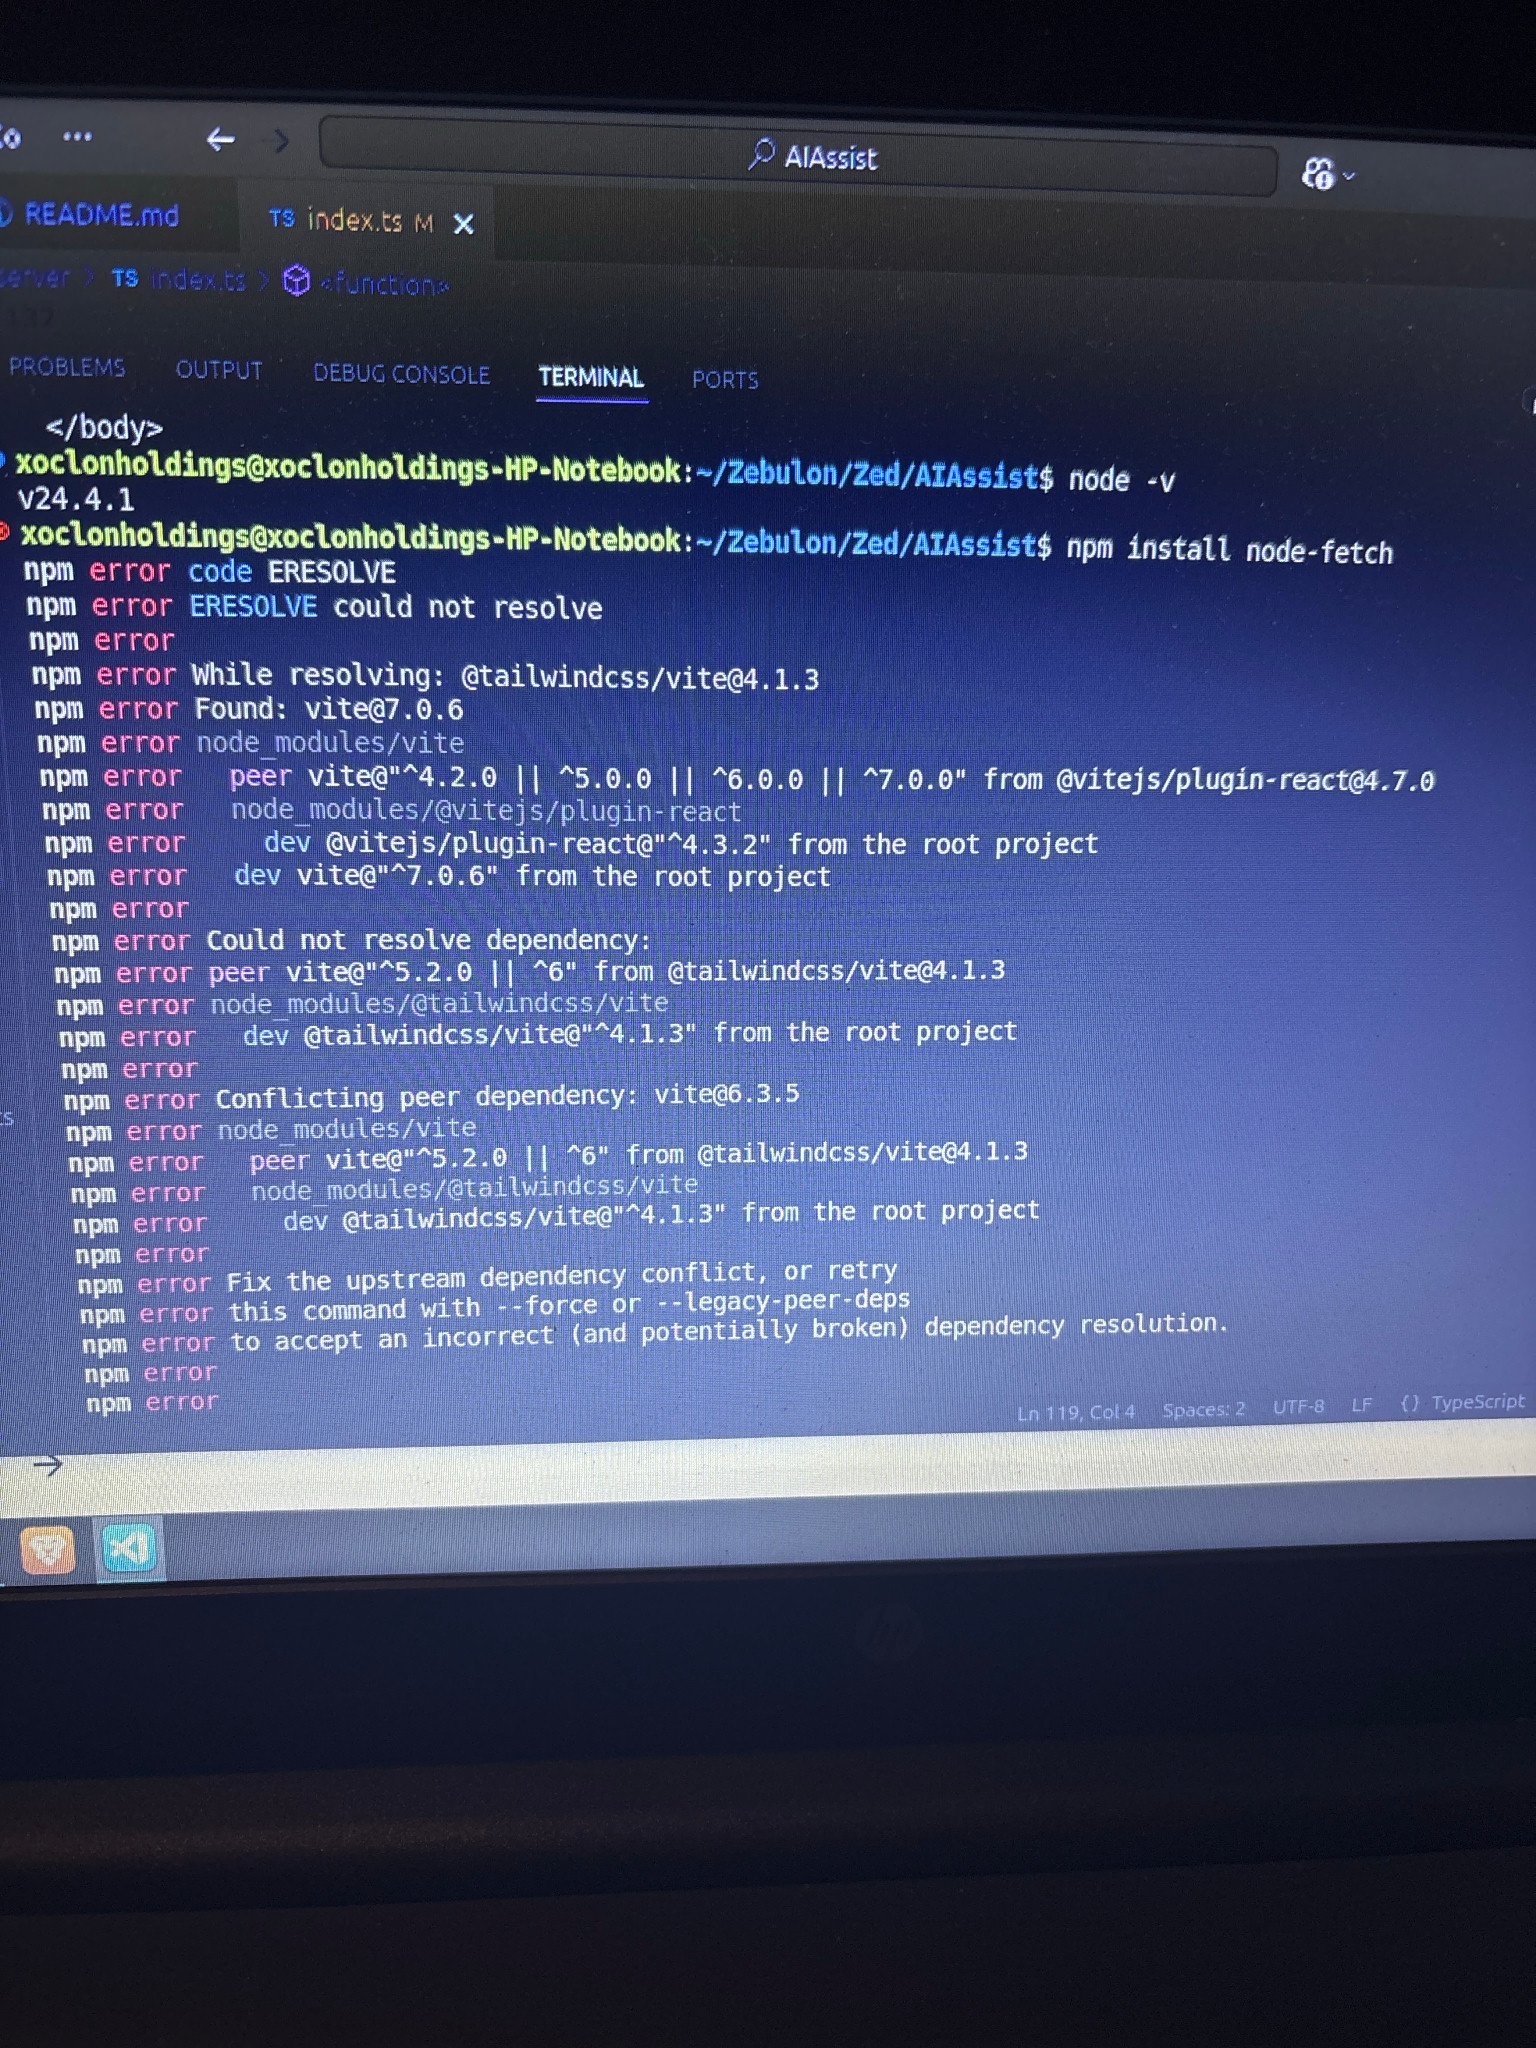 ... ← → AIAssist
README.md TS index.ts M ×
server > TS index.ts > <function>
PROBLEMS OUTPUT DEBUG CONSOLE TERMINAL PORTS
</body>
xoclonholdings@xoclonholdings-HP-Notebook:~/Zebulon/Zed/AIAssist$ node -v
v24.4.1
xoclonholdings@xoclonholdings-HP-Notebook:~/Zebulon/Zed/AIAssist$ npm install node-fetch
npm error code ERESOLVE
npm error ERESOLVE could not resolve
npm error
npm error While resolving: @tailwindcss/vite@4.1.3
npm error Found: vite@7.0.6
npm error node_modules/vite
npm error   peer vite@"^4.2.0 || ^5.0.0 || ^6.0.0 || ^7.0.0" from @vitejs/plugin-react@4.7.0
npm error   node_modules/@vitejs/plugin-react
npm error     dev @vitejs/plugin-react@"^4.3.2" from the root project
npm error   dev vite@"^7.0.6" from the root project
npm error
npm error Could not resolve dependency:
npm error peer vite@"^5.2.0 || ^6" from @tailwindcss/vite@4.1.3
npm error node_modules/@tailwindcss/vite
npm error   dev @tailwindcss/vite@"^4.1.3" from the root project
npm error
npm error Conflicting peer dependency: vite@6.3.5
npm error node_modules/vite
npm error   peer vite@"^5.2.0 || ^6" from @tailwindcss/vite@4.1.3
npm error   node_modules/@tailwindcss/vite
npm error     dev @tailwindcss/vite@"^4.1.3" from the root project
npm error
npm error Fix the upstream dependency conflict, or retry
npm error this command with --force or --legacy-peer-deps
npm error to accept an incorrect (and potentially broken) dependency resolution.
npm error
npm error
Ln 119, Col 4 Spaces: 2 UTF-8 LF {} TypeScript